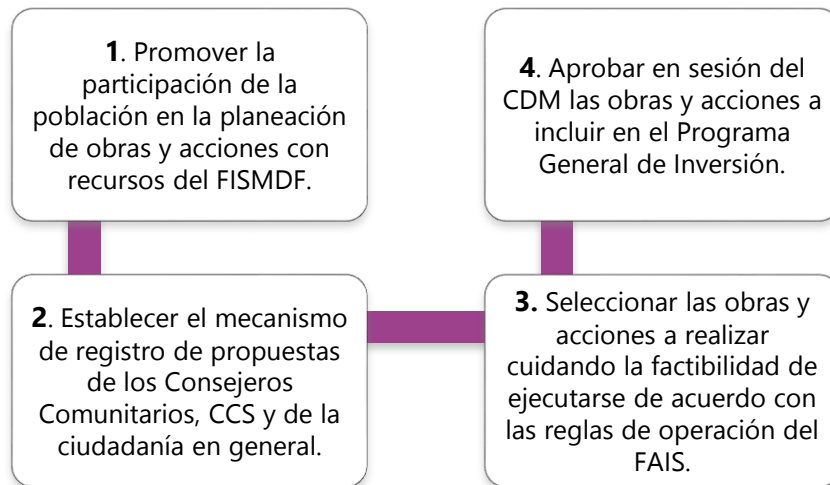 1. Promover la
participación de la
población en la planeación
de obras y acciones con
recursos del FISMDF.
2. Establecer el mecanismo
de registro de propuestas
de los Consejeros
Comunitarios, CCS y de la
ciudadanía en general.
3. Seleccionar las obras y
acciones a realizar
cuidando la factibilidad de
ejecutarse de acuerdo con
las reglas de operación del
FAIS.
4. Aprobar en sesión del
CDM las obras y acciones a
incluir en el Programa
General de Inversión.